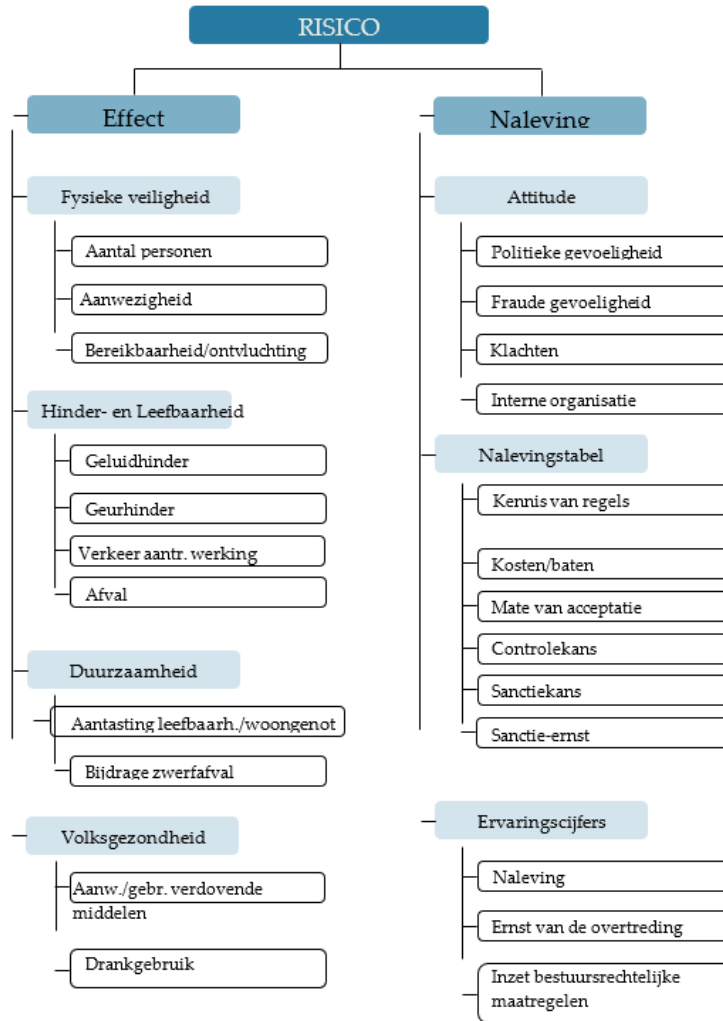 RISICO
Effect
Fysieke veiligheid
Aantal personen
Aanwezigheid
Bereikbaarheid/ontvluchting
Hinder- en Leefbaarheid
Geluidhinder
Geurhinder
Verkeer aantr. werking
Afval
Duurzaamheid
Aantasting leefbaarh./woongenot
Bijdrage zwerfafval
Volksgezondheid
Aanw./gebr. verdovende
middelen
Drankgebruik
Naleving
Attitude
Politieke gevoeligheid
Fraude gevoeligheid
Klachten
Interne organisatie
Nalevingstabel
Kennis van regels
Kosten/baten
Mate van acceptatie
Controlekans
Sanctiekans
Sanctie-ernst
Ervaringscijfers
Naleving
Ernst van de overtreding
Inzet bestuursrechtelijke
maatregelen